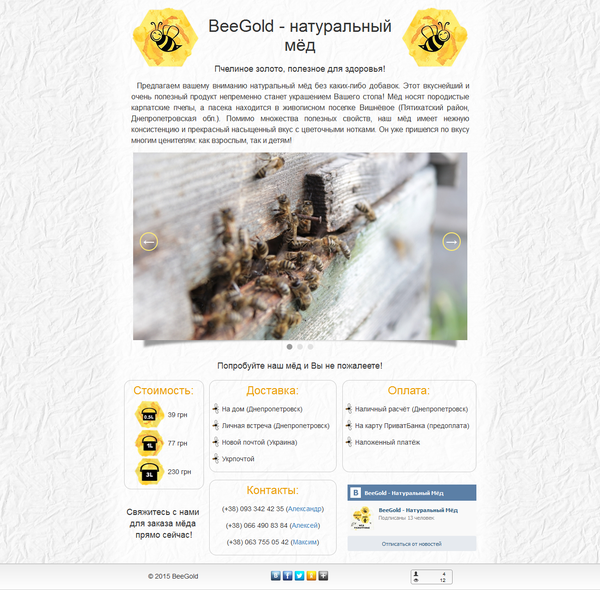 BeeGold - натуральный
мёд
Пчелиное золото, полезное для здоровья!
Предлагаем вашему вниманию натуральный мёд без каких-либо добавок. Этот вкуснейший и
очень полезный продукт непременно станет украшением Вашего стола! Мёд носят породистые
карпатские пчелы, а пасека находится в живописном поселке Вишнёвое (Пятихатский район,
Днепропетровская обл.). Помимо множества полезных свойств, наш мёд имеет нежную
консистенцию и прекрасный насыщенный вкус с цветочными нотками. Он уже пришелся по вкусу
многим ценителям: как взрослым, так и детям!
Попробуйте наш мёд и Вы не пожалеете!
Стоимость:
0.5L 39 грн
1L 77 грн
3L 230 грн
Доставка:
На дом (Днепропетровск)
Личная встреча (Днепропетровск)
Новой почтой (Украина)
Укрпочтой
Оплата:
Наличный расчёт (Днепропетровск)
На карту ПриватБанка (предоплата)
Наложенный платёж
Свяжитесь с нами
для заказа мёда
прямо сейчас!
Контакты:
(+38) 093 342 42 35 (Александр)
(+38) 066 490 83 84 (Алексей)
(+38) 063 755 05 42 (Максим)
B BeeGold - Натуральный Мёд
BeeGold - Натуральный Мёд
Подписаны 13 человек
Отписаться от новостей
© 2015 BeeGold
4
12